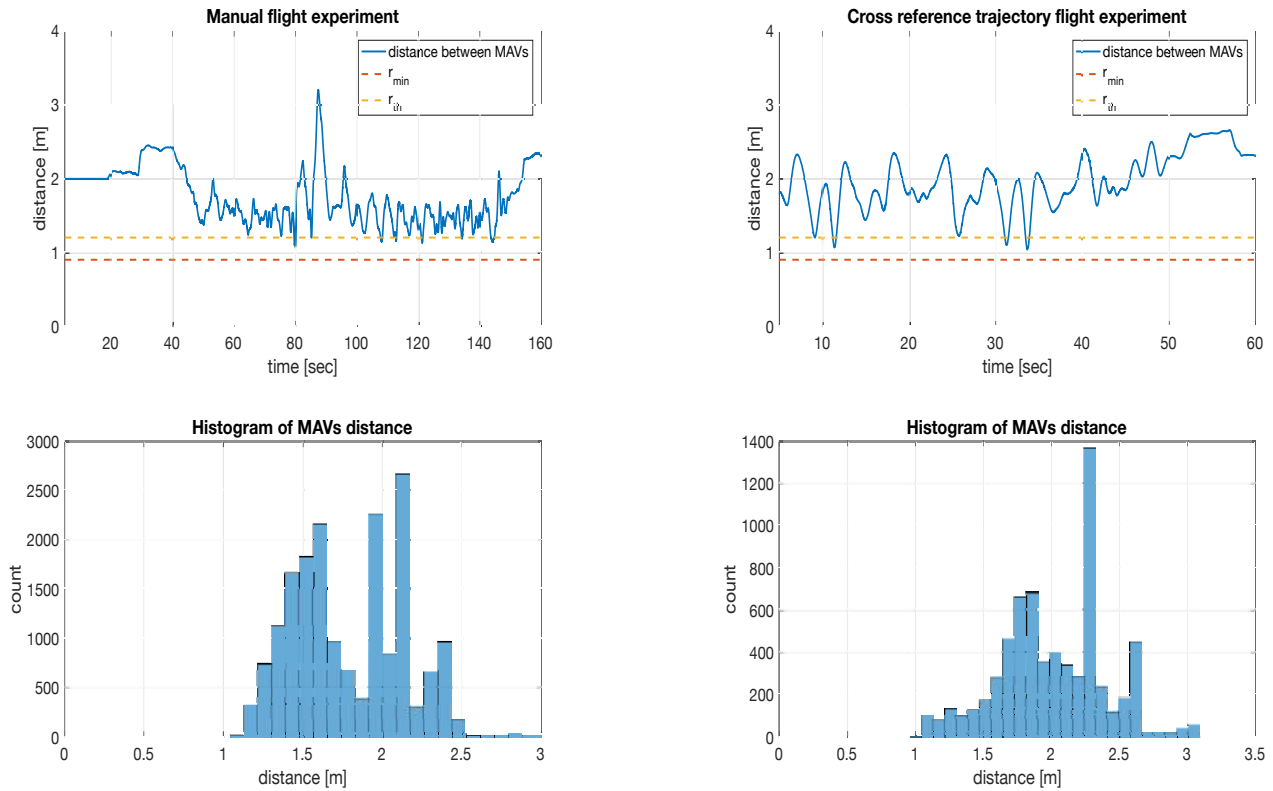 Manual flight experiment
4
3
2
1
0
distance [m]
distance between MAVs
r_min
r_th
20 40 60 80 100 120 140 160
time [sec]
Cross reference trajectory flight experiment
4
3
2
1
0
distance [m]
distance between MAVs
r_min
r_th
10 20 30 40 50 60
time [sec]
Histogram of MAVs distance
3000
2500
2000
1500
1000
500
0
count
0 0.5 1 1.5 2 2.5 3
distance [m]
Histogram of MAVs distance
1400
1200
1000
800
600
400
200
0
count
0 0.5 1 1.5 2 2.5 3 3.5
distance [m]